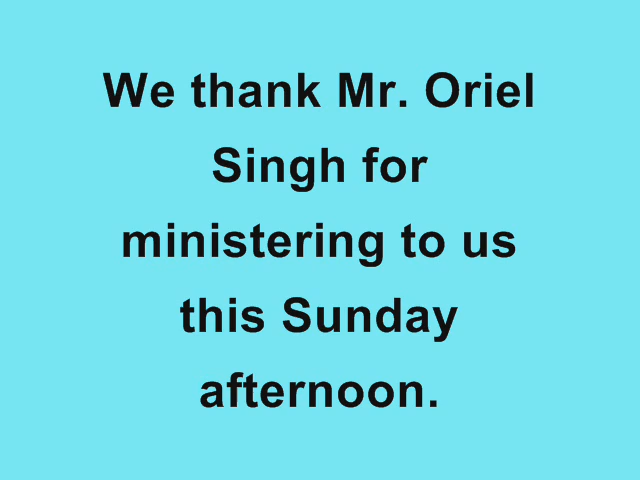 We thank Mr. Oriel
Singh for
ministering to us
this Sunday
afternoon.